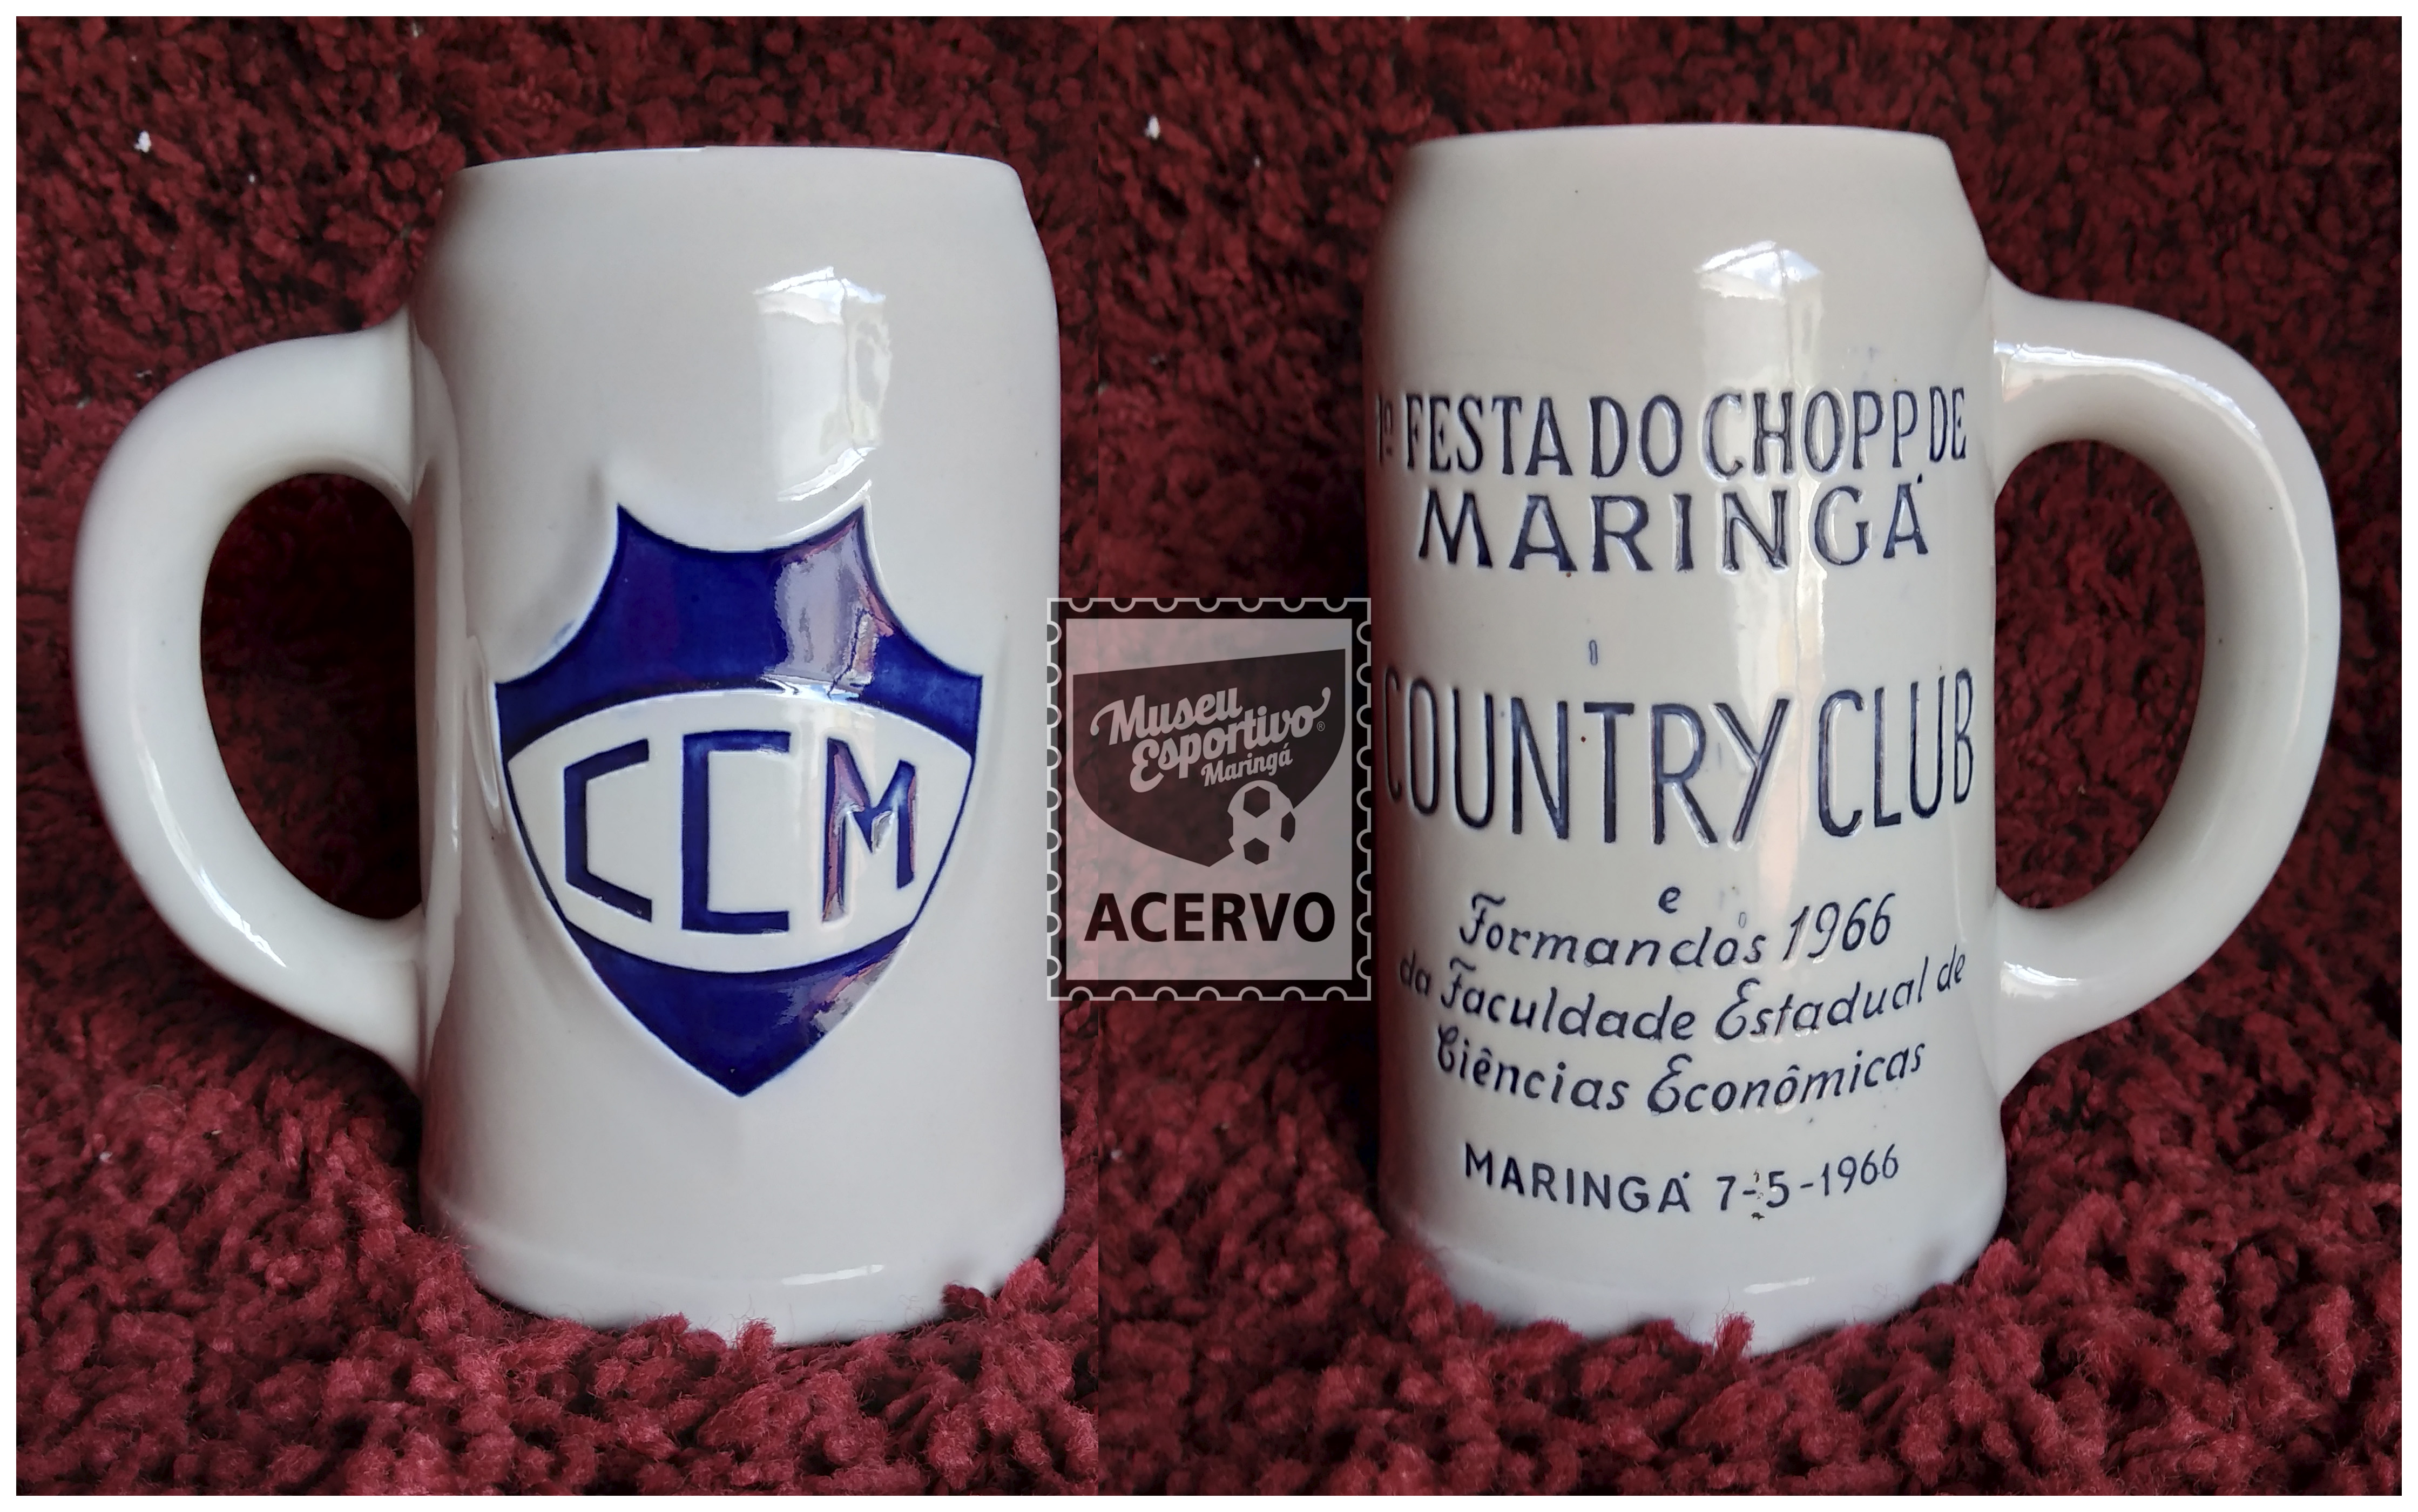 CCM
Museu
Esportivo®
Maringá
ACERVO
1ª FESTA DO CHOPP DE
MARINGÁ
COUNTRY CLUB
e
Formandos 1966
da Faculdade Estadual de
Ciências Econômicas
MARINGÁ 7-5-1966